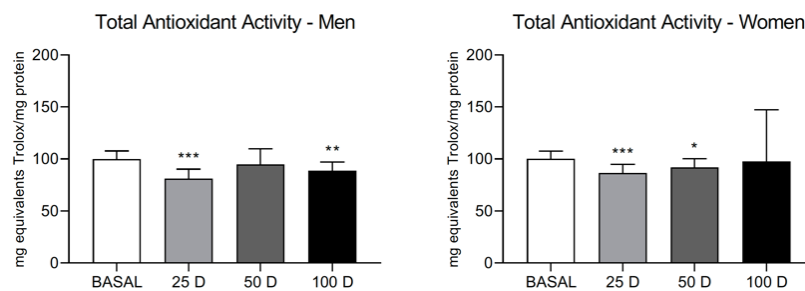 Total Antioxidant Activity - Men
mg equivalents Trolox/mg protein
200
150
100
50
0
***
**
BASAL 25 D 50 D 100 D
Total Antioxidant Activity - Women
mg equivalents Trolox/mg protein
200
150
100
50
0
***
*
BASAL 25 D 50 D 100 D